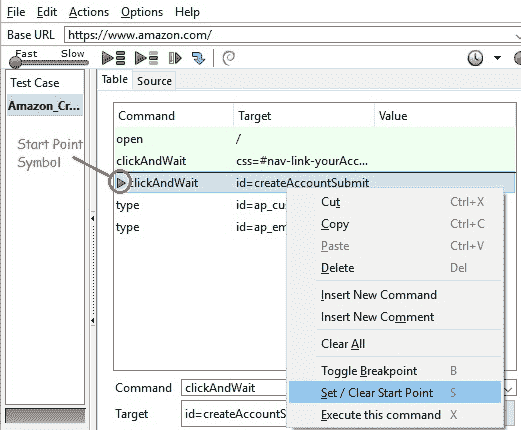 File Edit Actions Options Help
Base URL https://www.amazon.com/
Fast Slow
Test Case
Amazon_Cr...
Start Point
Symbol
Table Source
Command Target Value
open /
clickAndWait css=#nav-link-yourAcc...
clickAndWait id=createAccountSubmit
type id=ap_cu
type id=ap_em
Cut Ctrl+X
Copy Ctrl+C
Paste Ctrl+V
Delete Del
Insert New Command
Insert New Comment
Clear All
Toggle Breakpoint B
Set / Clear Start Point S
Execute this command X
Command clickAndWait
Target id=createAccountS